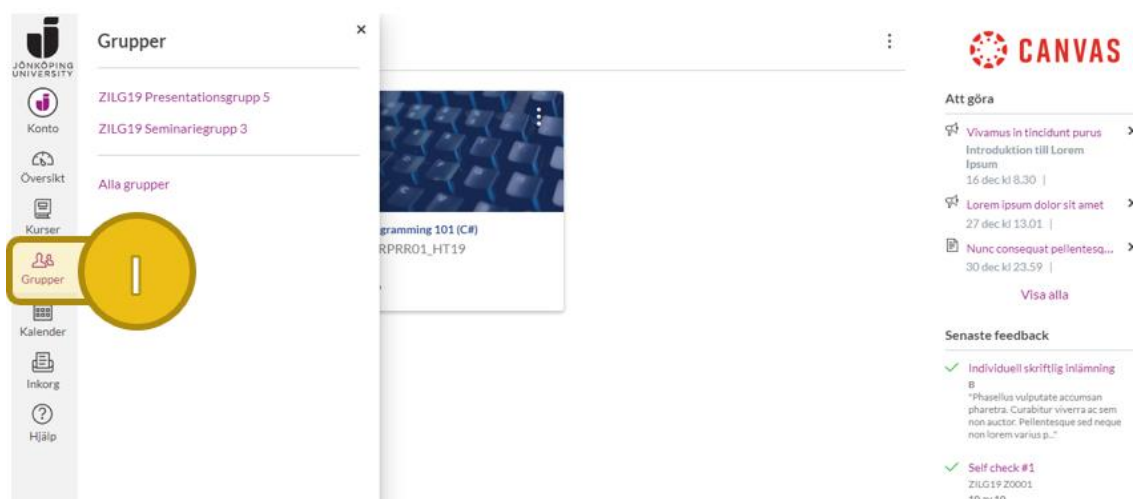 JÖNKÖPING
UNIVERSITY
Konto
Översikt
Kurser
Grupper
Kalender
Inkorg
Hjälp
Grupper
×
ZILG19 Presentationsgrupp 5
ZILG19 Seminariegrupp 3
Alla grupper
I
gramming 101 (C#)
RPRR01_HT19
CANVAS
Att göra
Vivamus in tincidunt purus
Introduktion till Lorem
Ipsum
16 dec kl 8.30 |
Lorem ipsum dolor sit amet
27 dec kl 13.01 |
Nunc consequat pellentesq...
30 dec kl 23.59 |
Visa alla
Senaste feedback
Individuell skriftlig inlämning
B
"Phasellus vulputate accumsan
pharetra. Curabitur viverra ac sem
non auctor. Pellentesque sed neque
non lorem varius p..."
Self check #1
ZILG19 Z0001